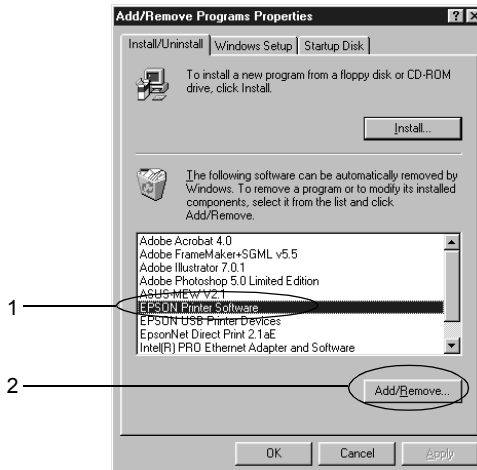 Add/Remove Programs Properties
Install/Uninstall Windows Setup Startup Disk
To install a new program from a floppy disk or CD-ROM
drive, click Install.
Install...
The following software can be automatically removed by
Windows. To remove a program or to modify its installed
components, select it from the list and click
Add/Remove.
Adobe Acrobat 4.0
Adobe FrameMaker+SGML v5.5
Adobe Illustrator 7.0.1
Adobe Photoshop 5.0 Limited Edition
ASUS-MEW V2.1
1
EPSON Printer Software
EPSON USB Printer Devices
EpsonNet Direct Print 2.1aE
Intel(R) PRO Ethernet Adapter and Software
2
Add/Remove...
OK Cancel Apply